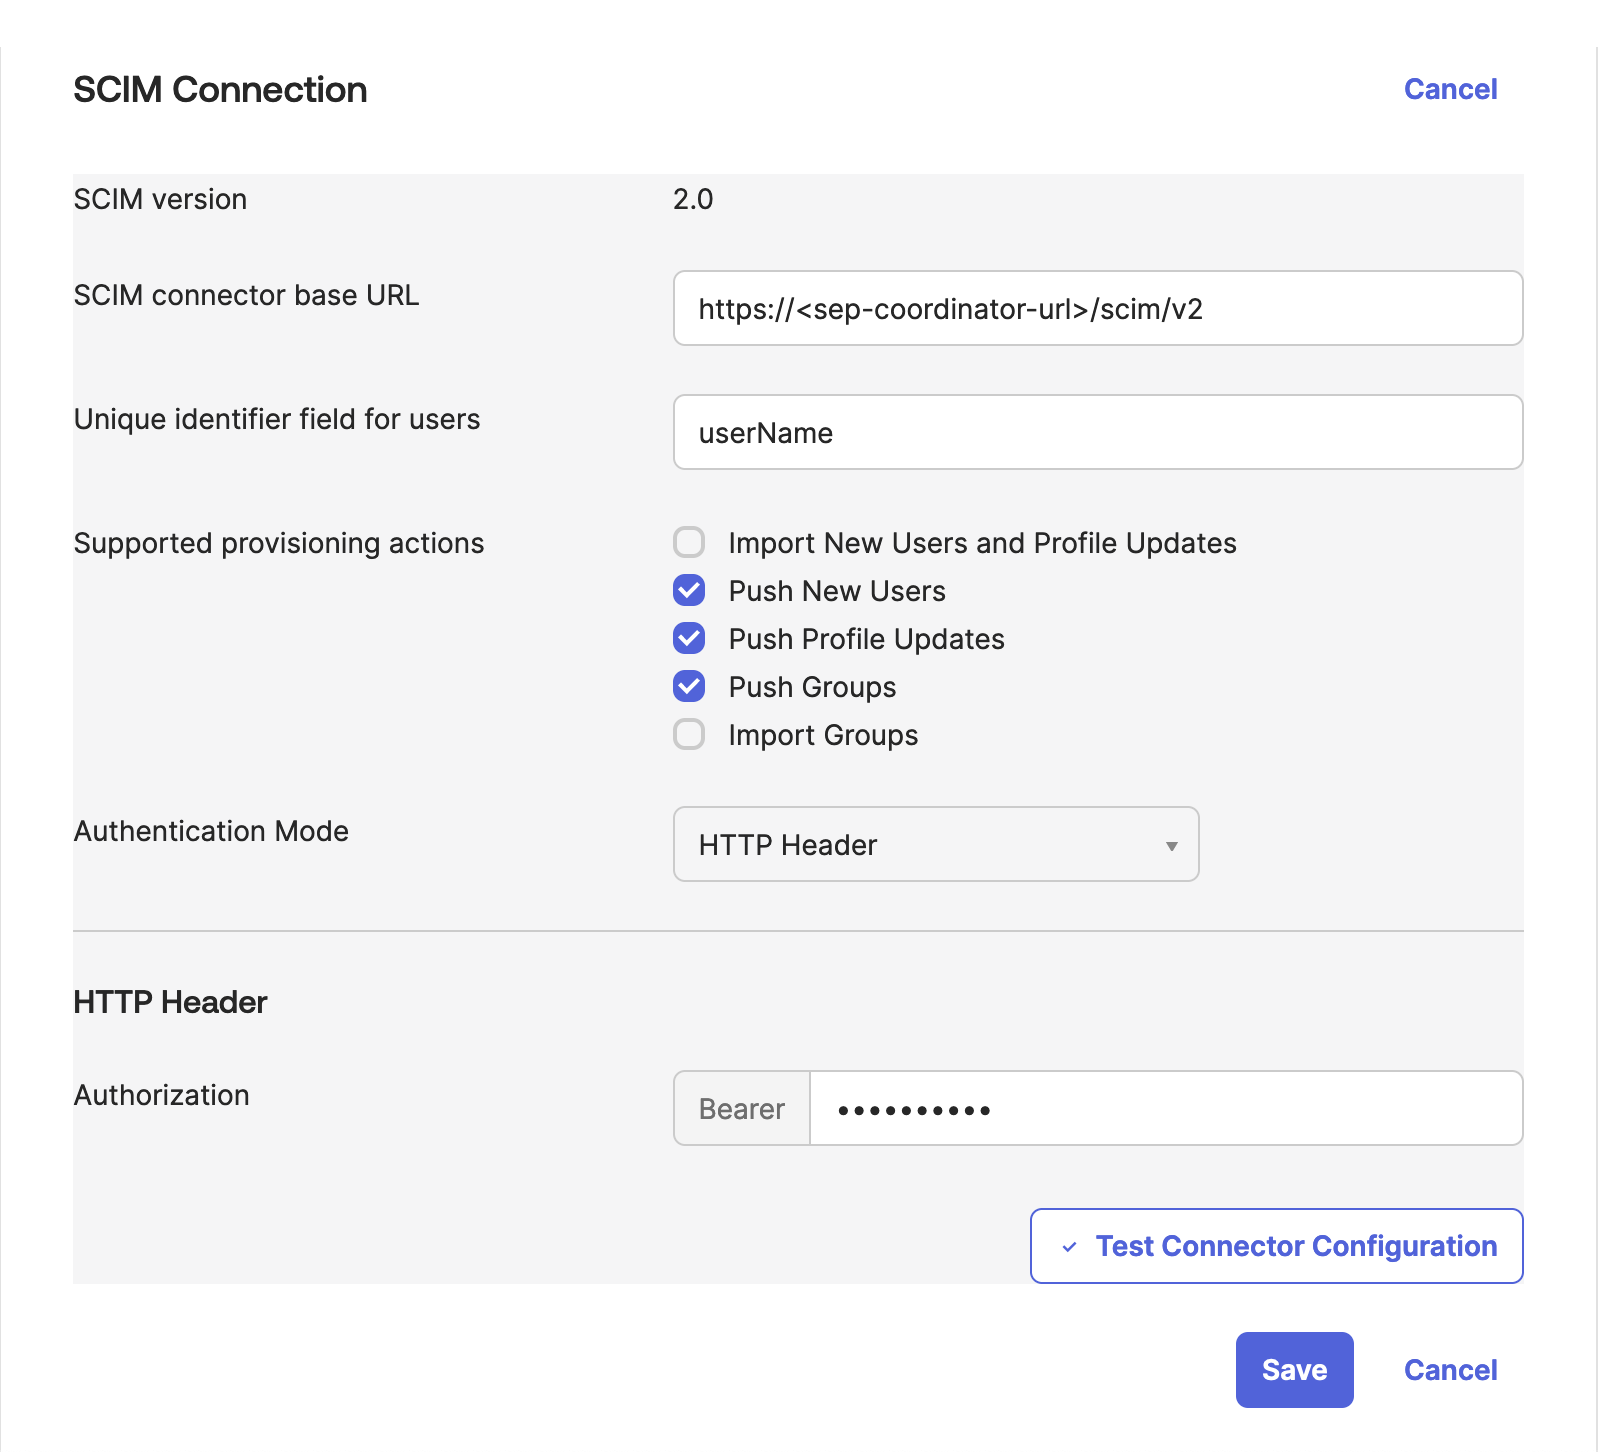 SCIM Connection
Cancel
SCIM version
2.0
SCIM connector base URL
https://<sep-coordinator-url>/scim/v2
Unique identifier field for users
userName
Supported provisioning actions
Import New Users and Profile Updates
Push New Users
Push Profile Updates
Push Groups
Import Groups
Authentication Mode
HTTP Header
HTTP Header
Authorization
Bearer
••••••••••
Test Connector Configuration
Save
Cancel